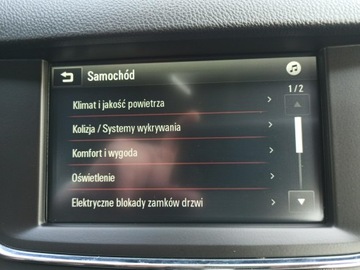 Samochód
1/2
Klimat i jakość powietrza
Kolizja / Systemy wykrywania
Komfort i wygoda
Oświetlenie
Elektryczne blokady zamków drzwi